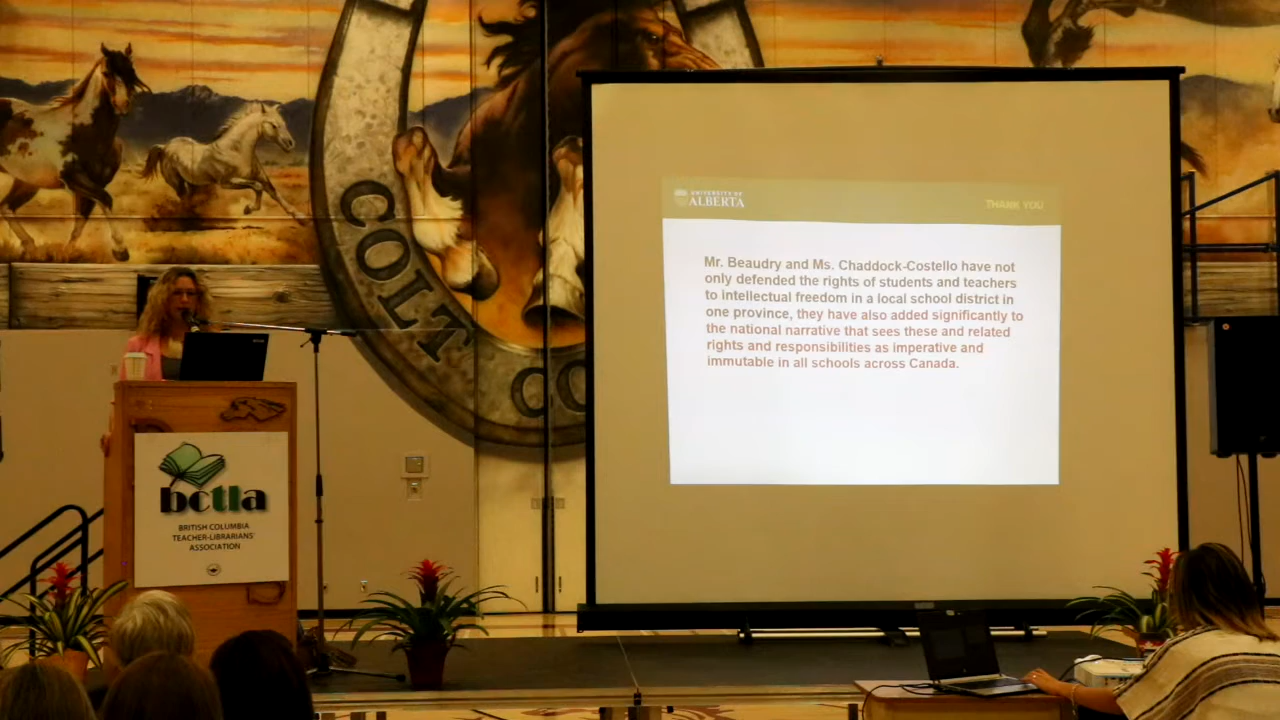 COLT
CO
UNIVERSITY OF
ALBERTA
THANK YOU
Mr. Beaudry and Ms. Chaddock-Costello have not
only defended the rights of students and teachers
to intellectual freedom in a local school district in
one province, they have also added significantly to
the national narrative that sees these and related
rights and responsibilities as imperative and
immutable in all schools across Canada.
bctla
BRITISH COLUMBIA
TEACHER-LIBRARIANS'
ASSOCIATION